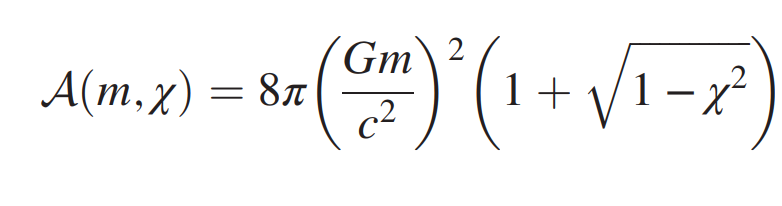 𝒜(m, χ) = 8π(Gm/c²)²(1 + √(1 − χ²))